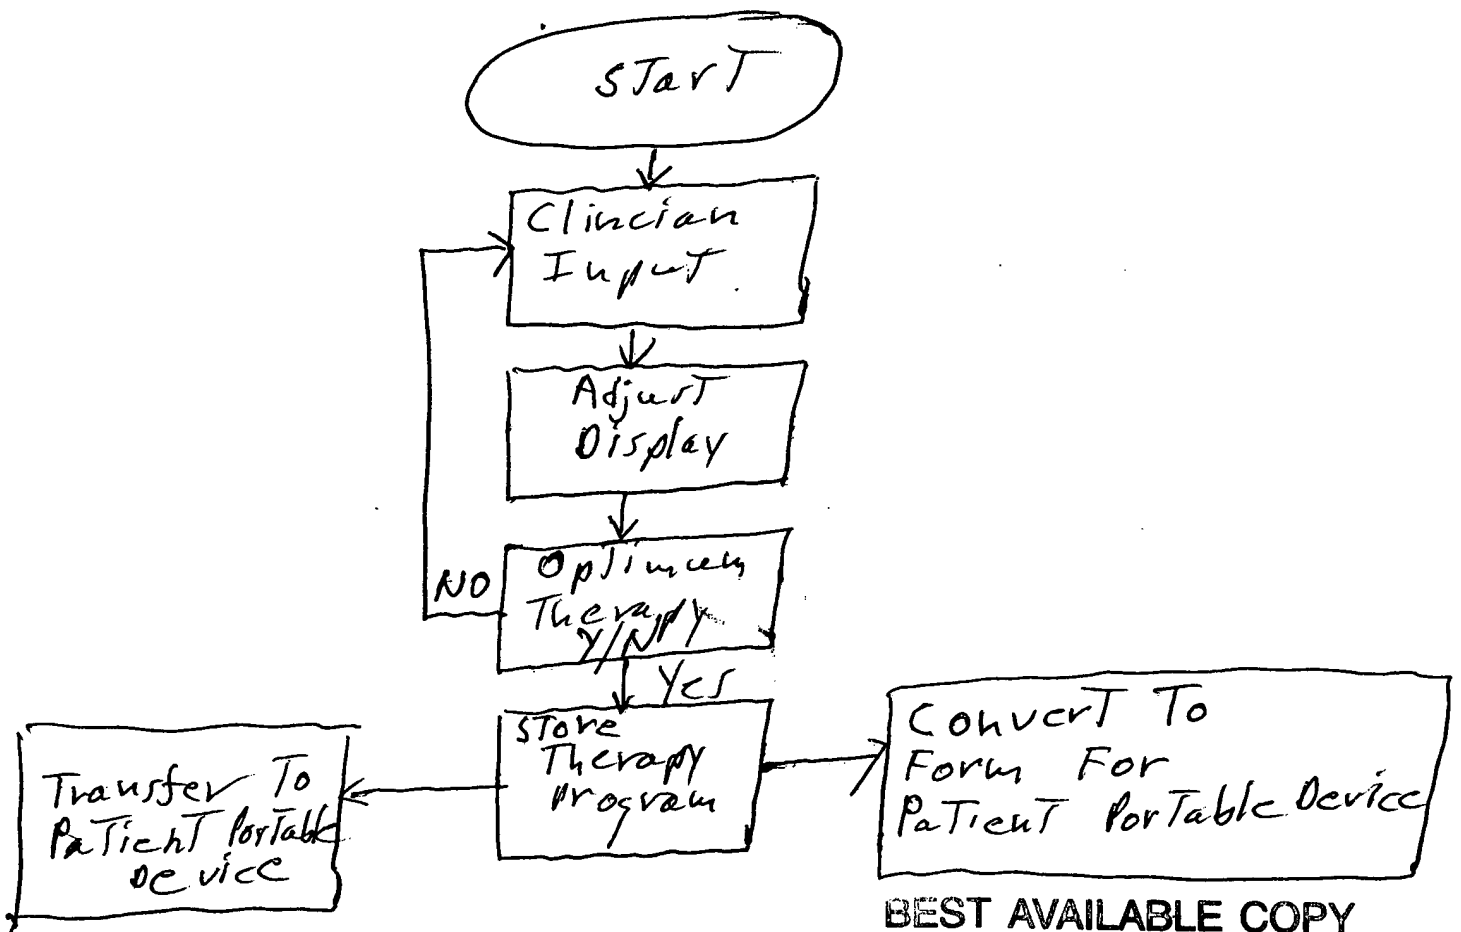 START
Clincian
Input
Adjust
Display
Optimum
Therapy
Y/N
NO
Yes
Store
Therapy
Program
Transfer To
Patient Portable
Device
Convert To
Form For
Patient Portable Device
BEST AVAILABLE COPY